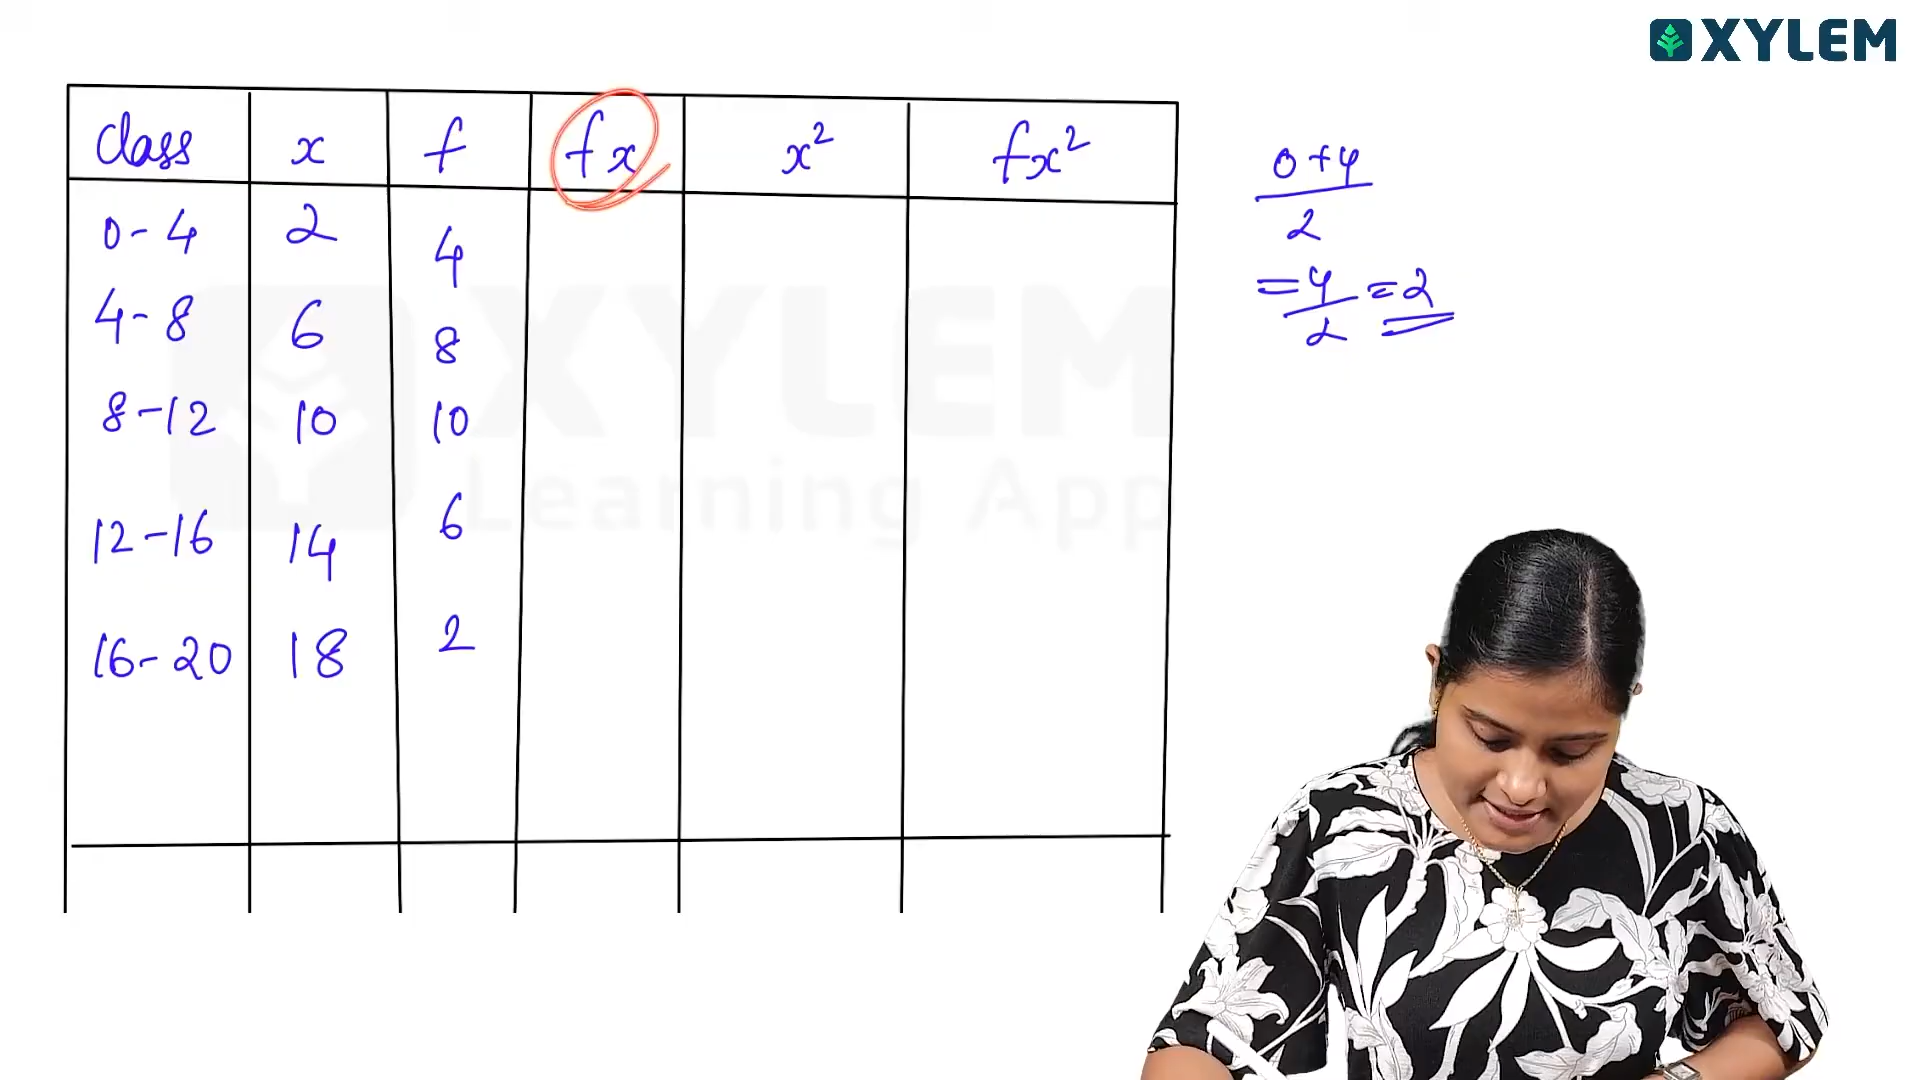 XYLEM
class x f fx x² fx²
0-4 2 4
4-8 6 8
8-12 10 10
12-16 14 6
16-20 18 2
0+4
2
=4/2=2
XYLEM
Learning App